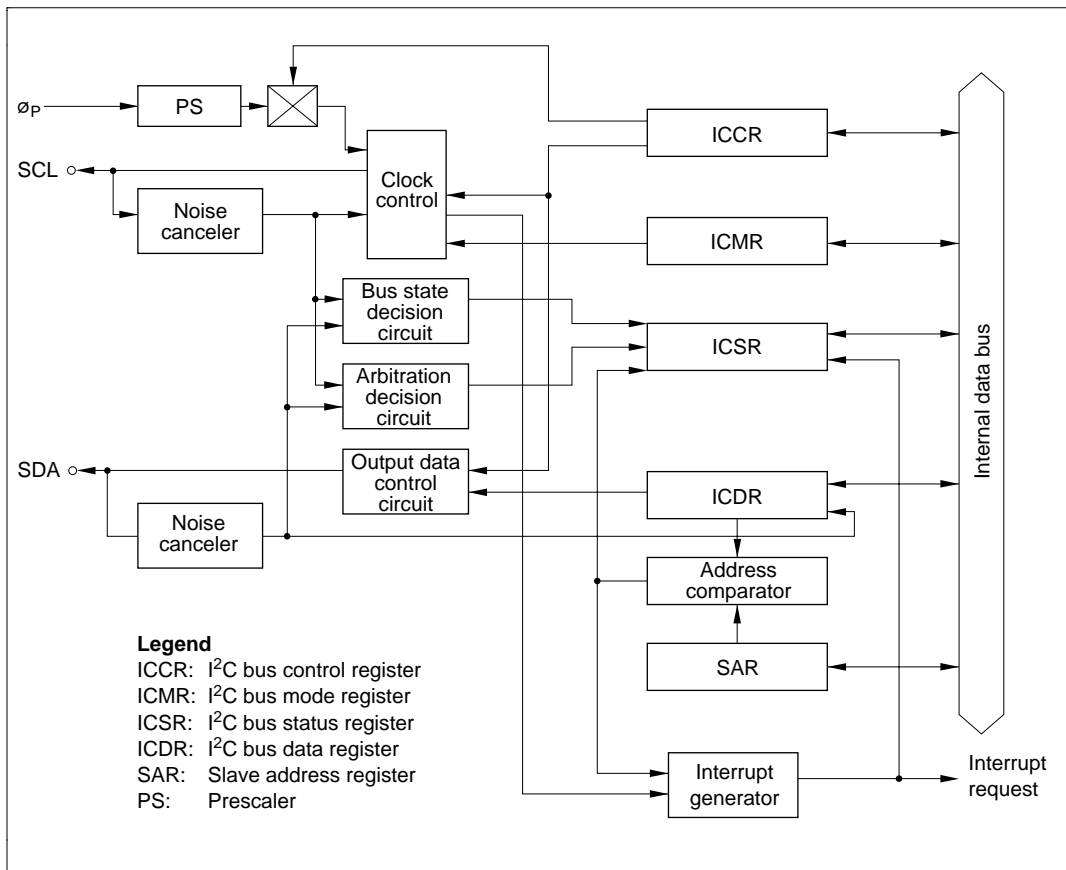 øP
PS
ICCR
SCL
Clock
control
Noise
canceler
ICMR
Bus state
decision
circuit
ICSR
Arbitration
decision
circuit
Internal data bus
SDA
Output data
control
circuit
ICDR
Noise
canceler
Address
comparator
SAR
Legend
ICCR: I2C bus control register
ICMR: I2C bus mode register
ICSR: I2C bus status register
ICDR: I2C bus data register
SAR: Slave address register
PS: Prescaler
Interrupt
generator
Interrupt
request